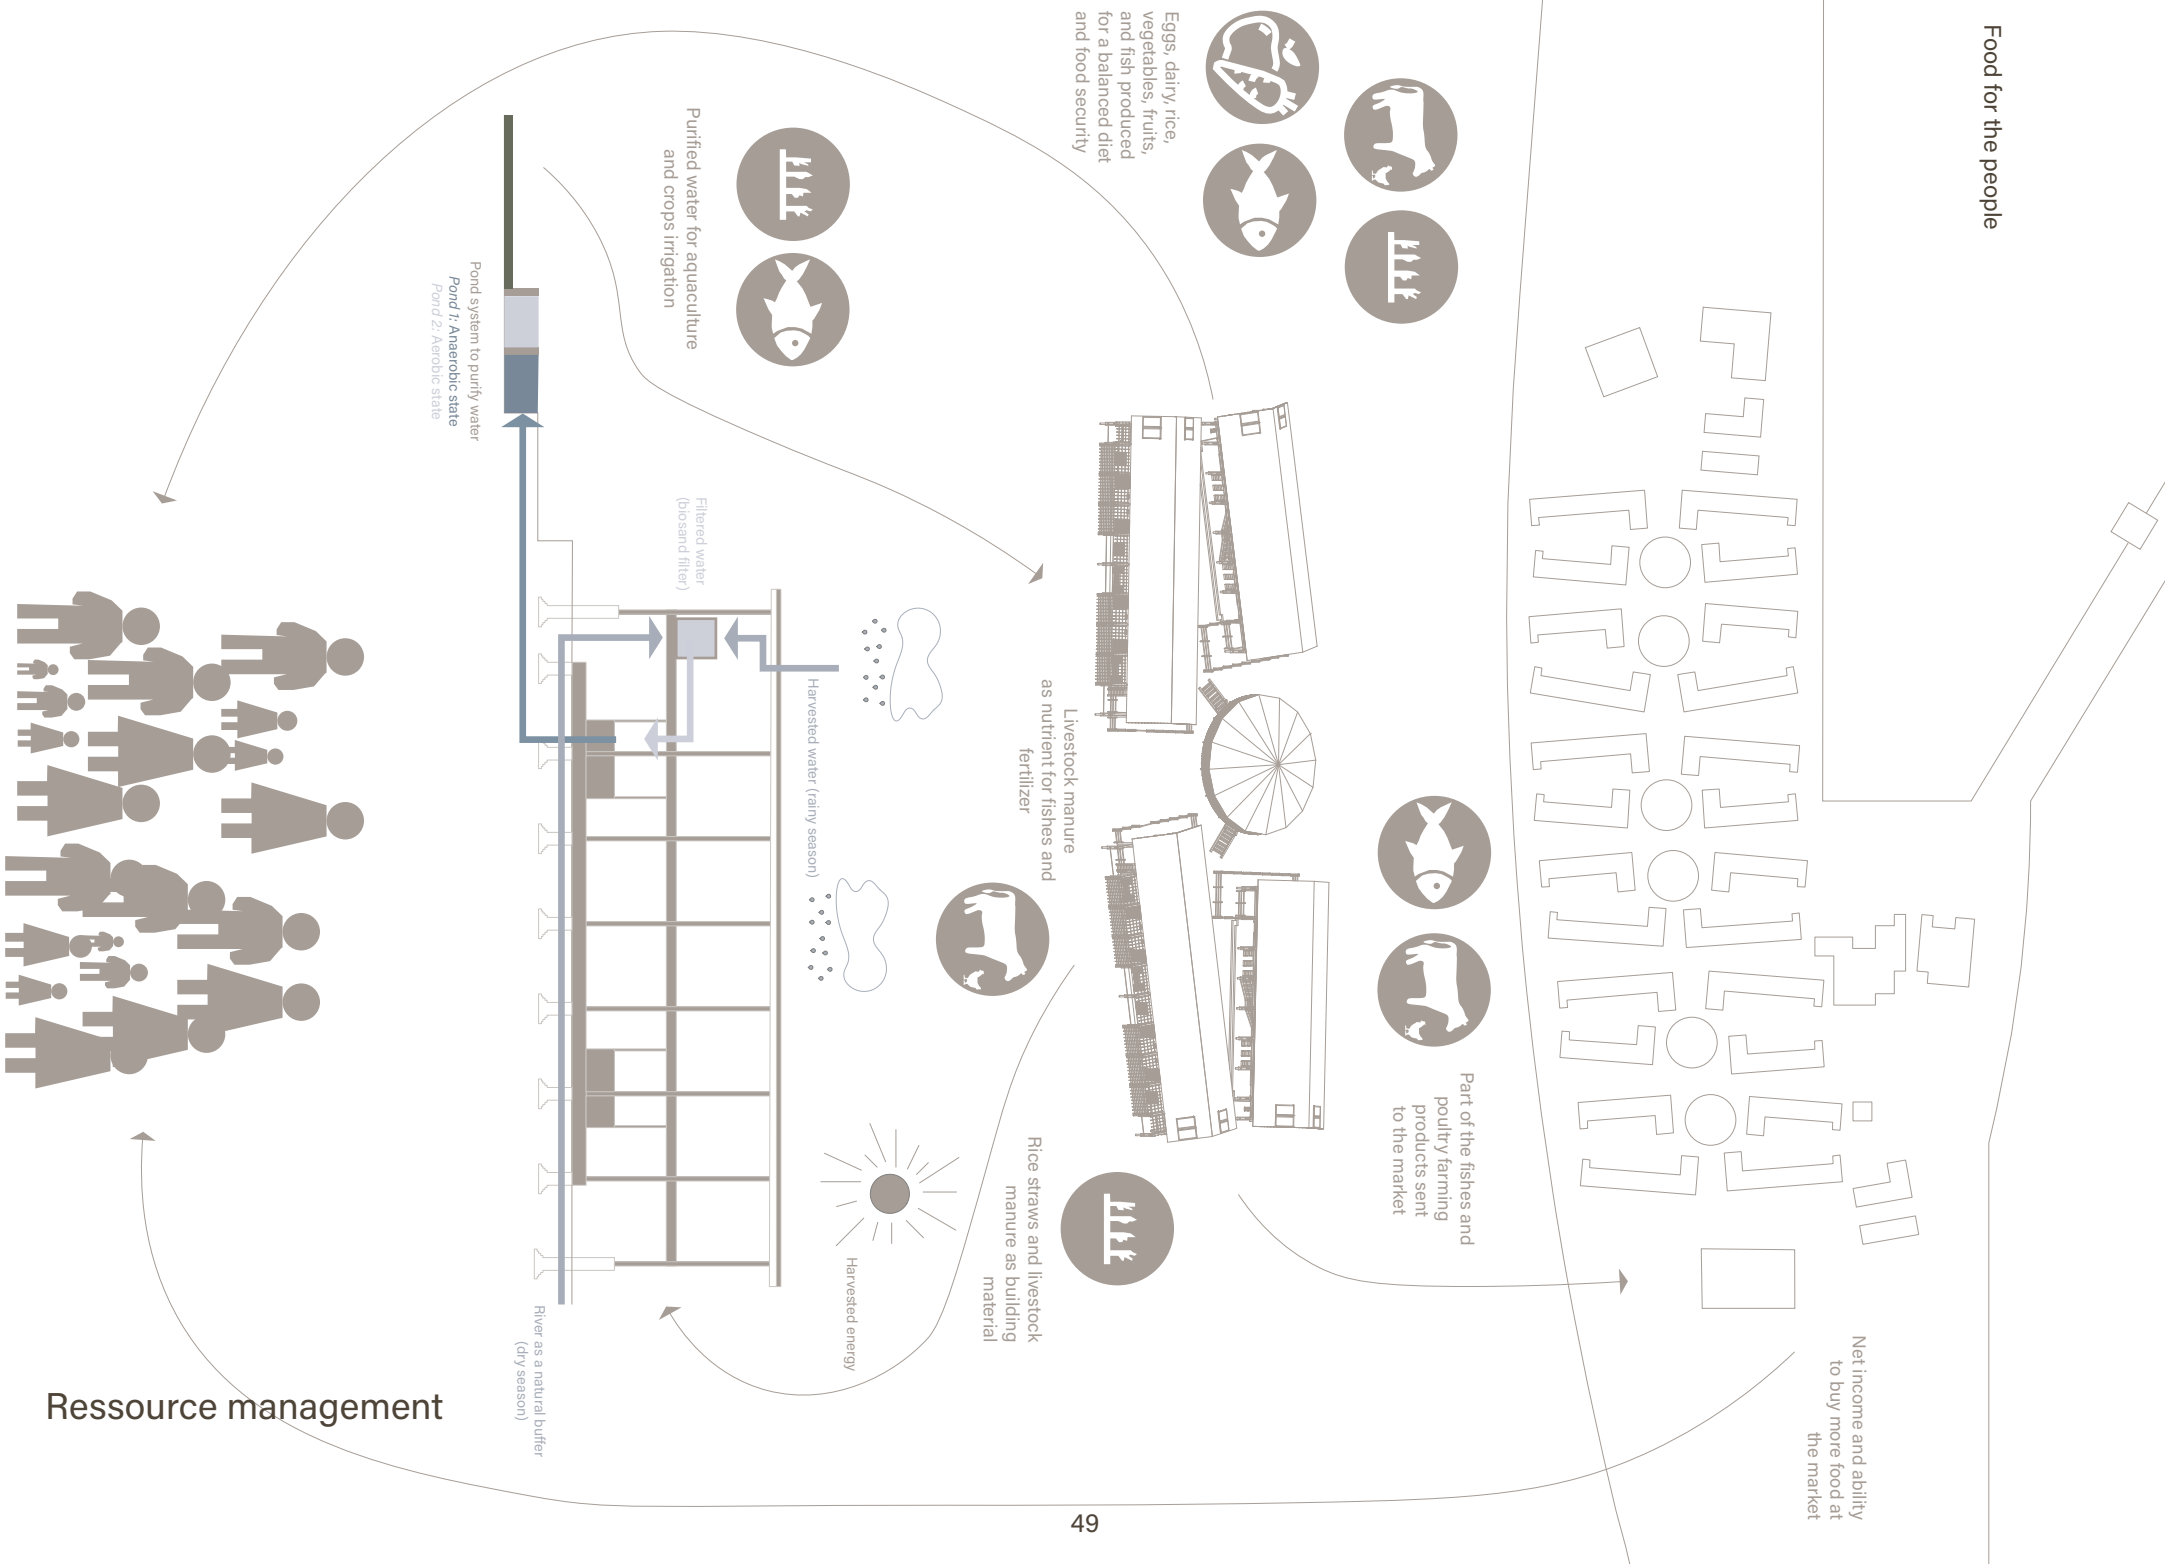 Food for the people
Eggs, dairy, rice,
vegetables, fruits,
and fish produced
for a balanced diet
and food security
Purified water for aquaculture
and crops irrigation
Pond system to purify water
Pond 1: Anaerobic state
Pond 2: Aerobic state
Filtered water
(biosand filter)
Harvested water (rainy season)
Livestock manure
as nutrient for fishes and
fertilizer
Part of the fishes and
poultry farming
products sent
to the market
Rice straws and livestock
manure as building
material
Harvested energy
River as a natural buffer
(dry season)
Net income and ability
to buy more food at
the market
Ressource management
49